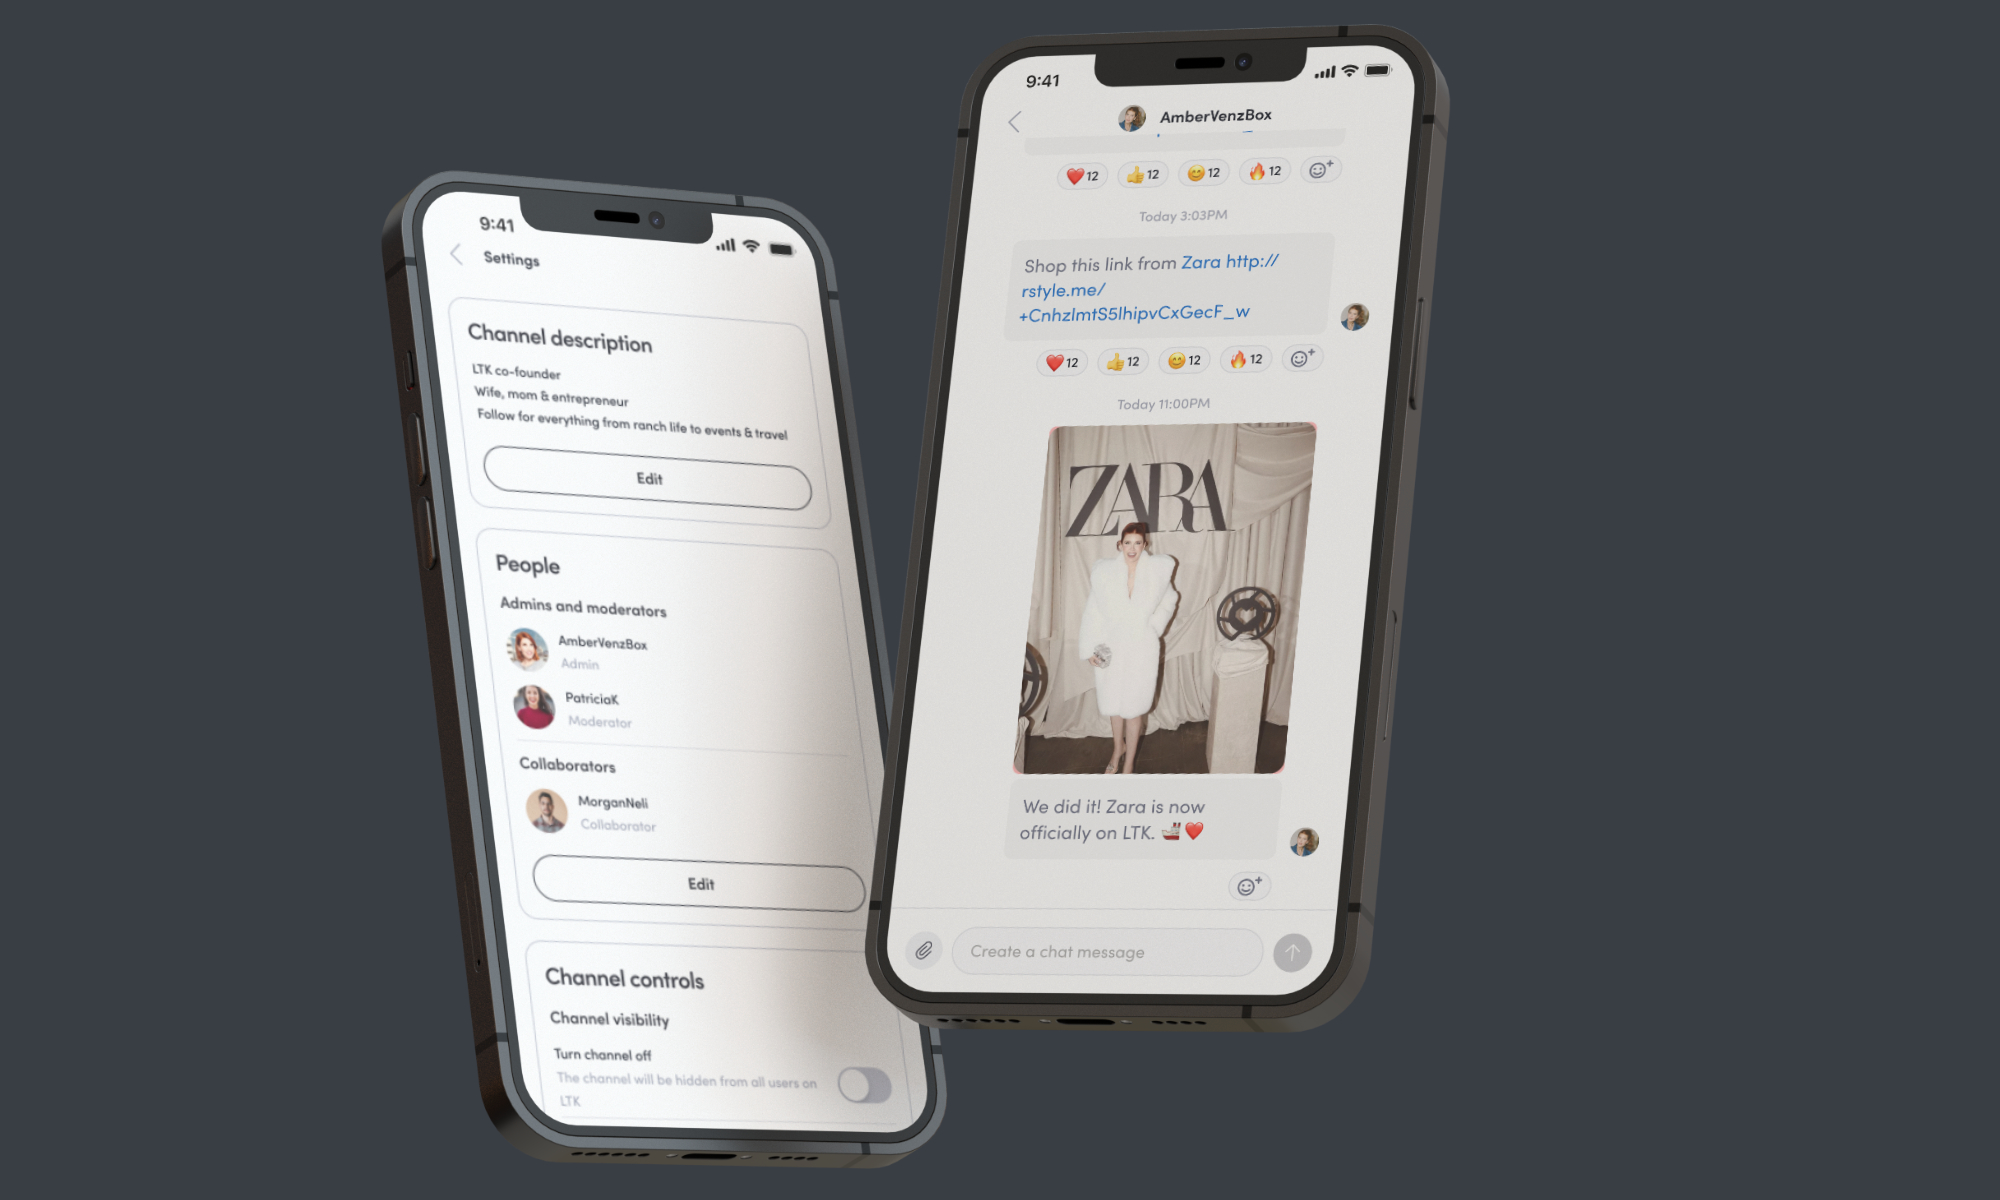 9:41
Settings
Channel description
LTK co-founder
Wife, mom & entrepreneur
Follow for everything from ranch life to events & travel
Edit
People
Admins and moderators
AmberVenzBox
Admin
PatriciaK
Moderator
Collaborators
MorganNeli
Collaborator
Edit
Channel controls
Channel visibility
Turn channel off
The channel will be hidden from all users on
LTK
9:41
AmberVenzBox
❤️12 👍12 😊12 🔥12
Today 3:03PM
Shop this link from Zara http://
rstyle.me/
+CnhzlmtS5lhipvCxGecF_w
❤️12 👍12 😊12 🔥12
Today 11:00PM
ZARA
We did it! Zara is now
officially on LTK. 🚢❤️
Create a chat message